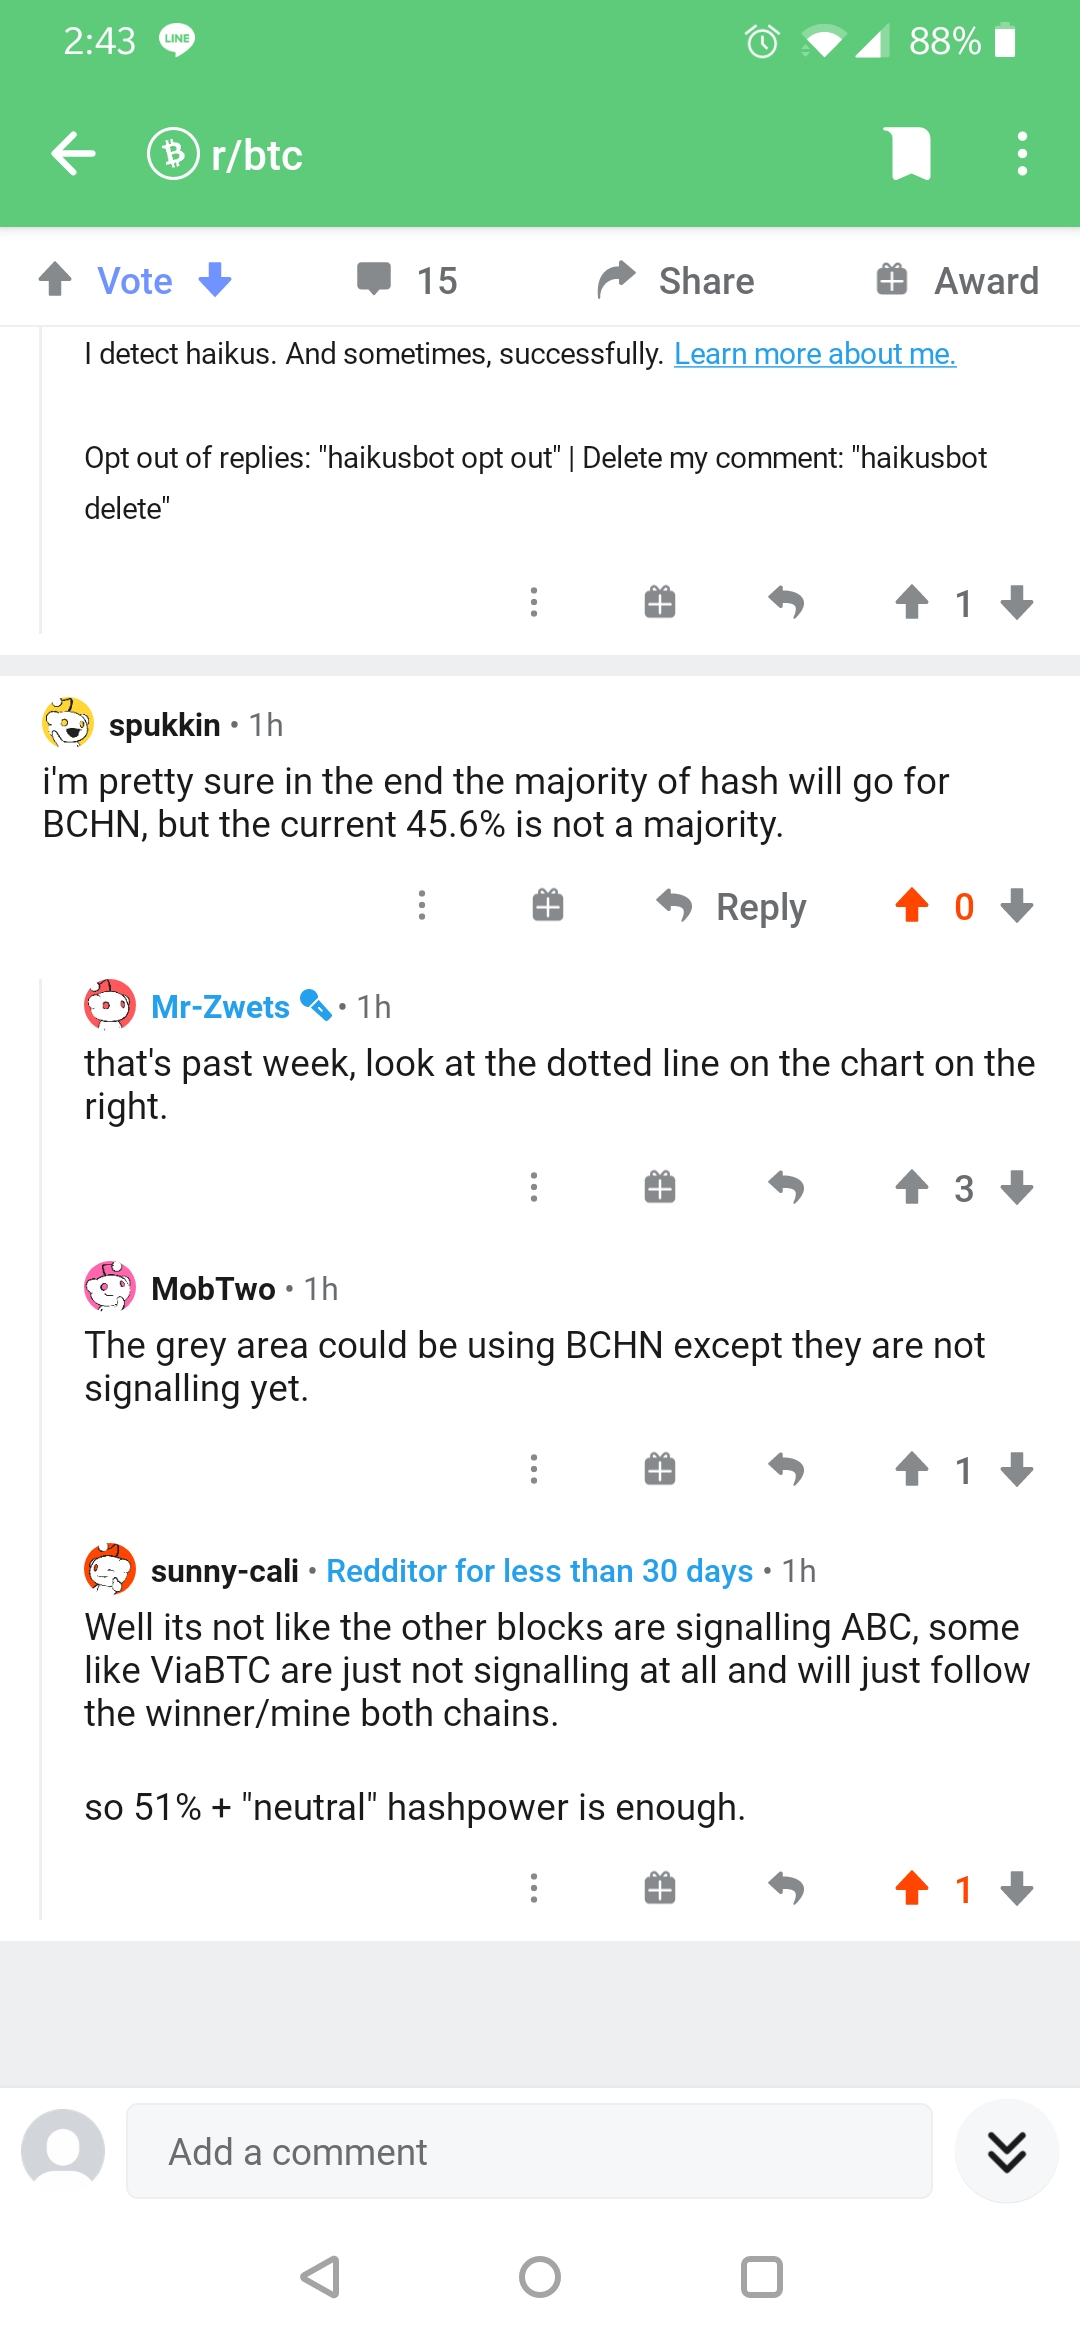 2:43 LINE 88%
r/btc
Vote 15 Share Award
I detect haikus. And sometimes, successfully. Learn more about me.
Opt out of replies: "haikusbot opt out" | Delete my comment: "haikusbot
delete"
1
spukkin • 1h
i'm pretty sure in the end the majority of hash will go for
BCHN, but the current 45.6% is not a majority.
Reply 0
Mr-Zwets • 1h
that's past week, look at the dotted line on the chart on the
right.
3
MobTwo • 1h
The grey area could be using BCHN except they are not
signalling yet.
1
sunny-cali • Redditor for less than 30 days • 1h
Well its not like the other blocks are signalling ABC, some
like ViaBTC are just not signalling at all and will just follow
the winner/mine both chains.
so 51% + "neutral" hashpower is enough.
1
Add a comment